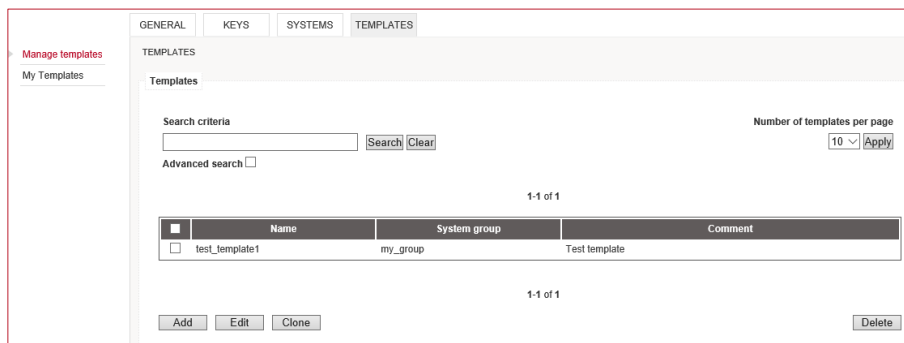 GENERAL KEYS SYSTEMS TEMPLATES
Manage templates
My Templates
TEMPLATES
Templates
Search criteria
Number of templates per page
Search Clear
10 Apply
Advanced search
1-1 of 1
Name System group Comment
test_template1 my_group Test template
1-1 of 1
Add Edit Clone Delete